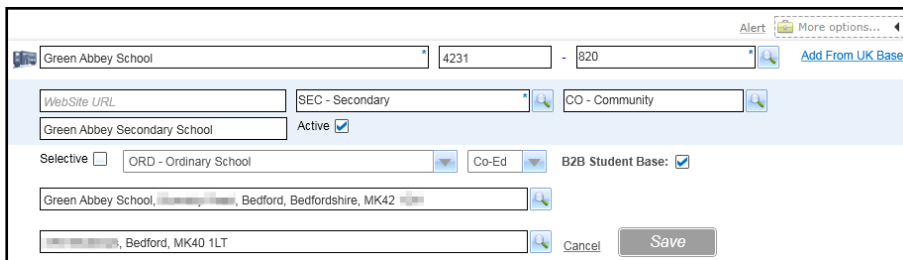 Alert More options...
Green Abbey School * 4231 - 820 * Add From UK Base
WebSite URL SEC - Secondary * CO - Community
Green Abbey Secondary School Active
Selective ORD - Ordinary School Co-Ed B2B Student Base:
Green Abbey School, , Bedford, Bedfordshire, MK42
, Bedford, MK40 1LT Cancel Save